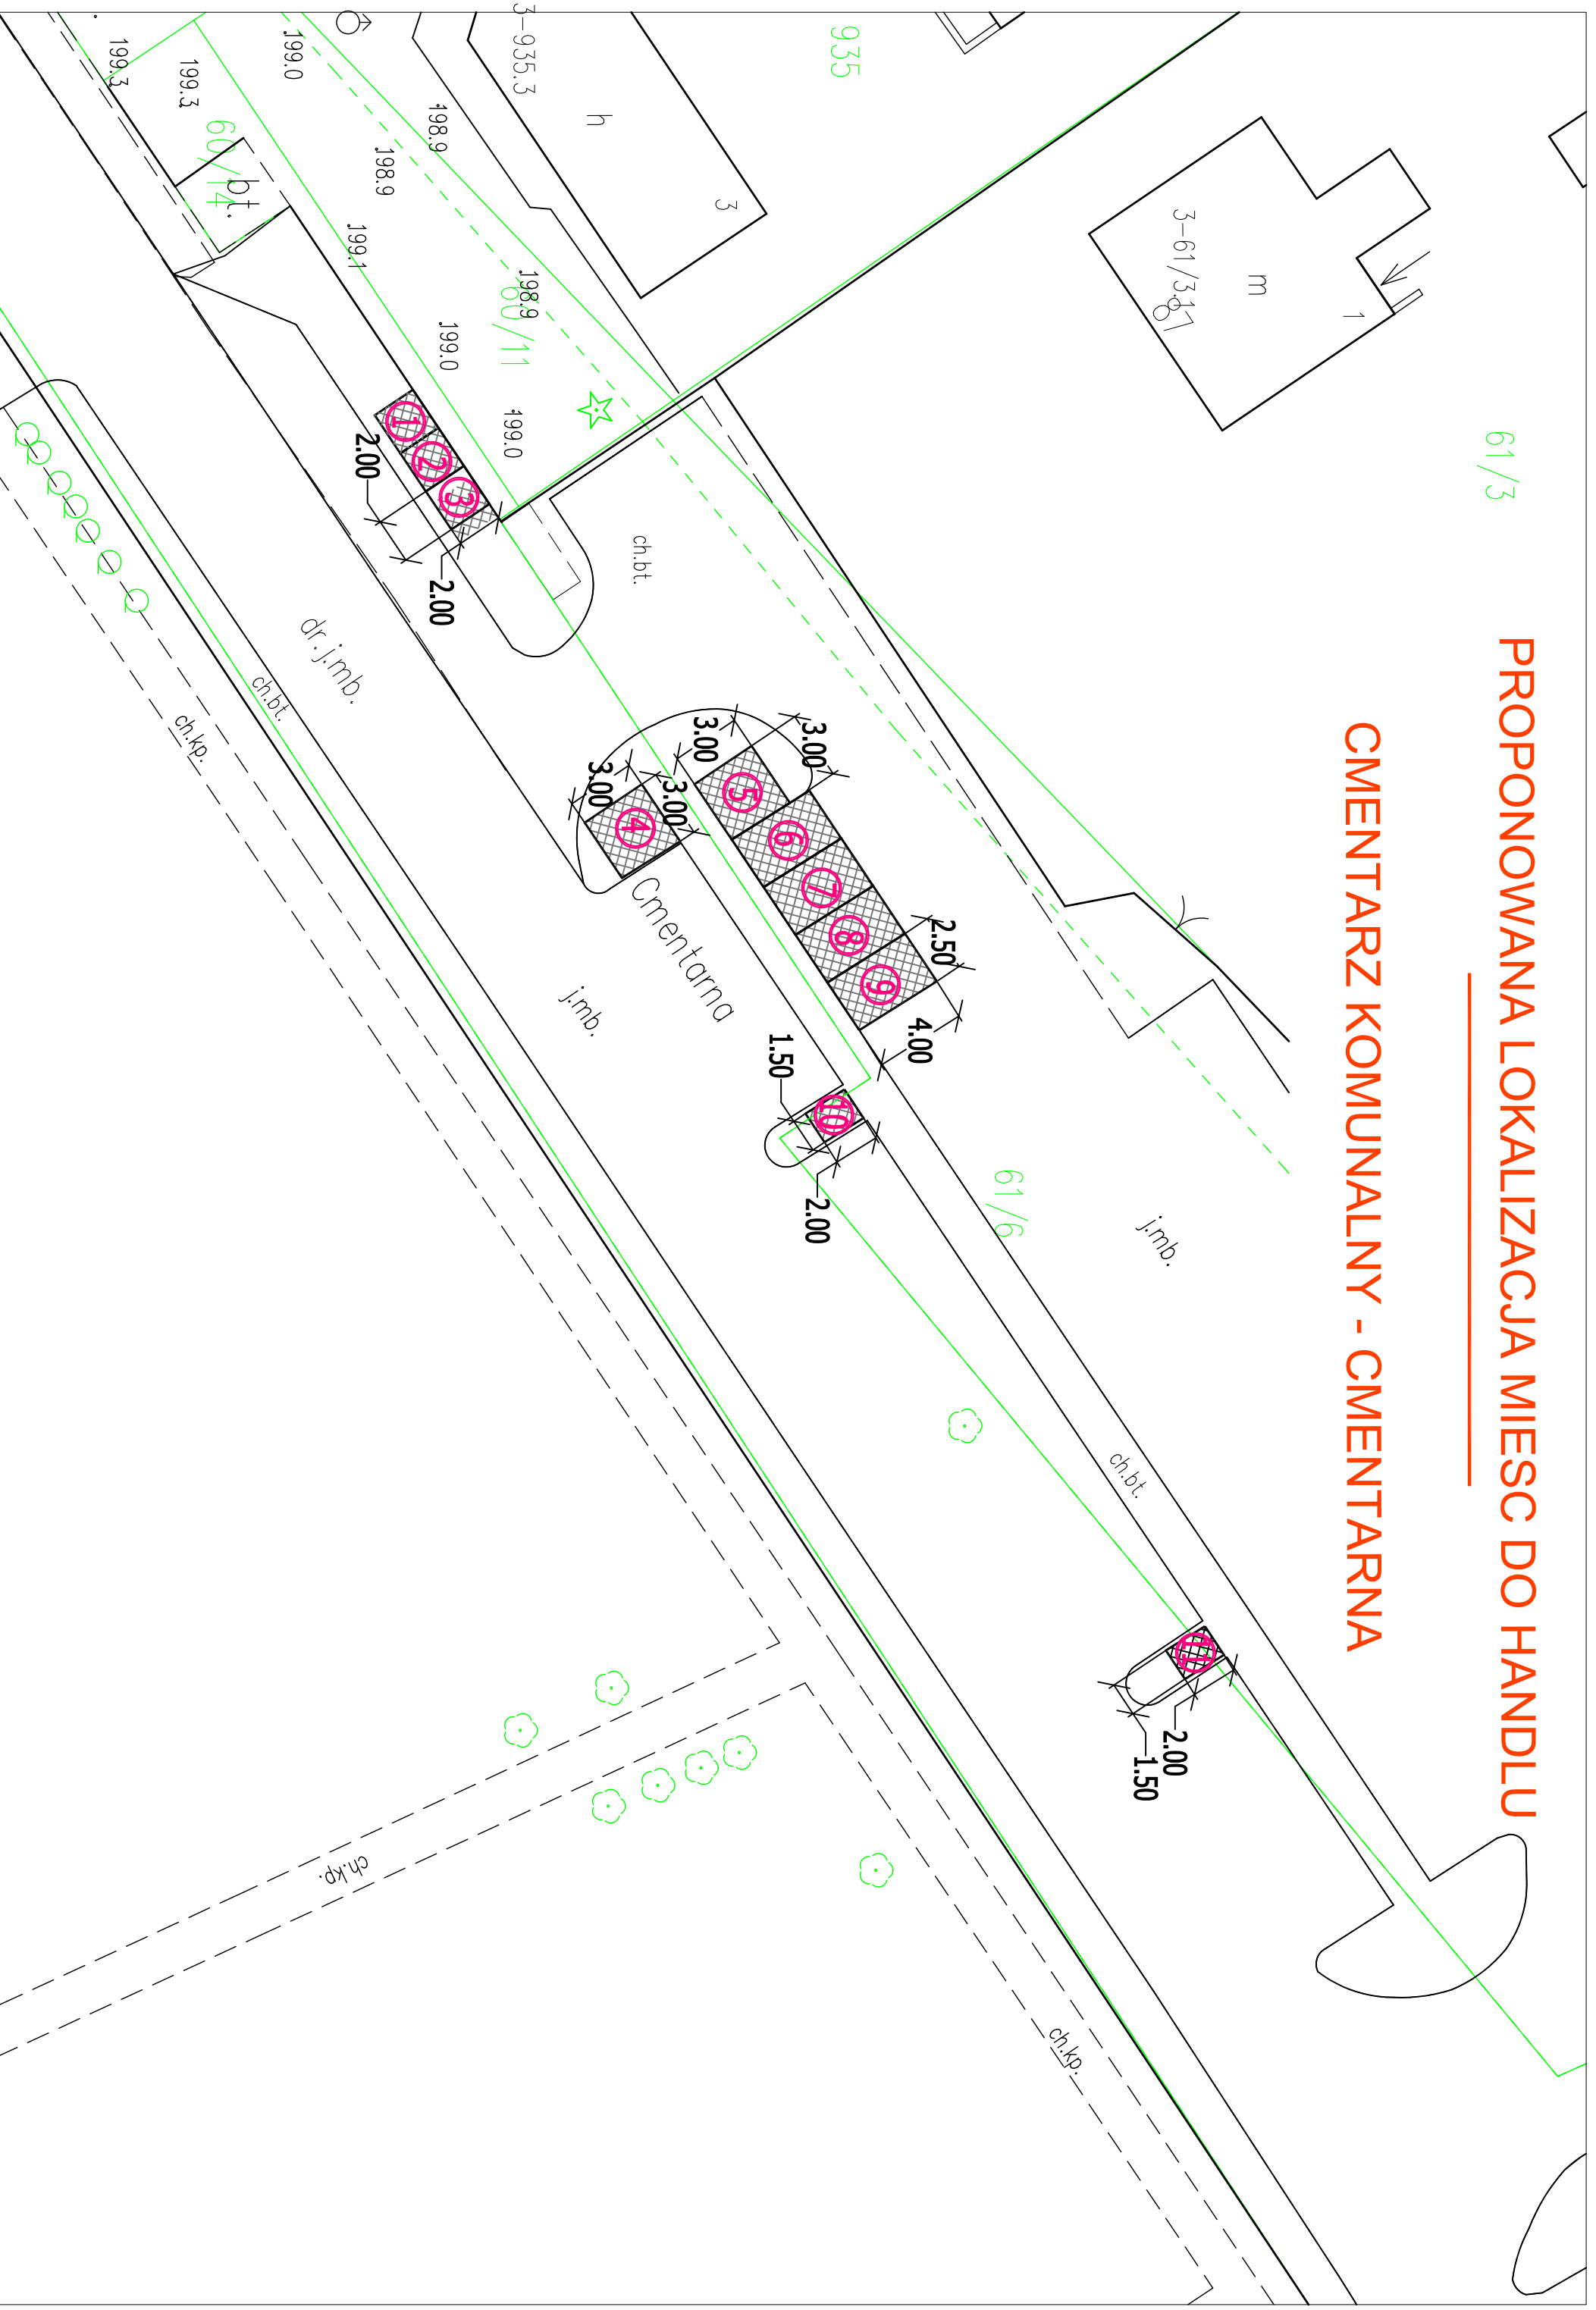 PROPONOWANA LOKALIZACJA MIESC DO HANDLU
CMENTARZ KOMUNALNY - CMENTARNA
61/3
m
1
3-61/3.1
87
935
3-935.3
h
3
199.3
199.3
199.0
198.9
198.9
199.1
198.9
199.0
199.0
60/14
bt.
60/11
ch.bt.
1
2
3
2.00
2.00
dr. j.mb.
ch.bt.
ch.kp.
3.00
3.00
5
6
7
8
9
2.50
4.00
3.00
3.00
4
Cmentarna
j.mb.
1.50
10
2.00
61/6
j.mb.
ch.bt.
11
2.00
1.50
ch.kp.
ch.kp.